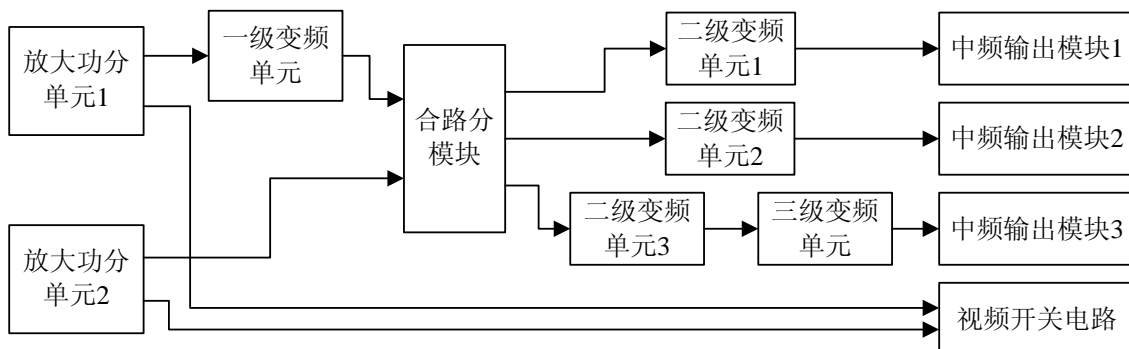 放大功分
单元1
一级变频
单元
合路分
模块
二级变频
单元1
中频输出模块1
二级变频
单元2
中频输出模块2
二级变频
单元3
三级变频
单元
中频输出模块3
放大功分
单元2
视频开关电路